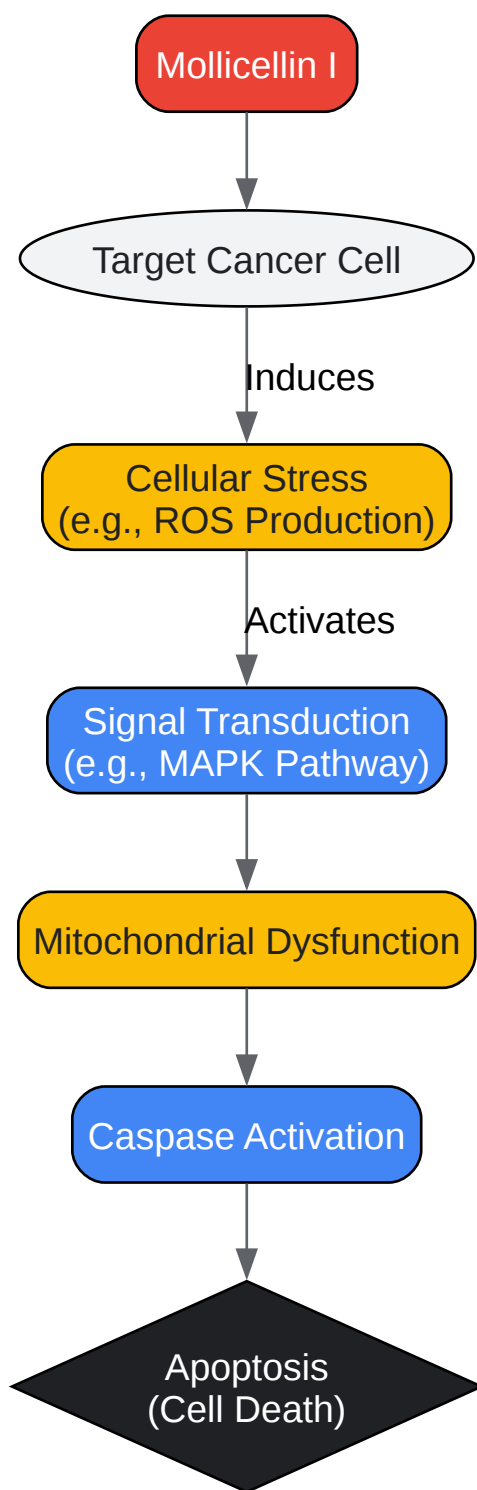 Mollicellin I
Target Cancer Cell
Induces
Cellular Stress
(e.g., ROS Production)
Activates
Signal Transduction
(e.g., MAPK Pathway)
Mitochondrial Dysfunction
Caspase Activation
Apoptosis
(Cell Death)